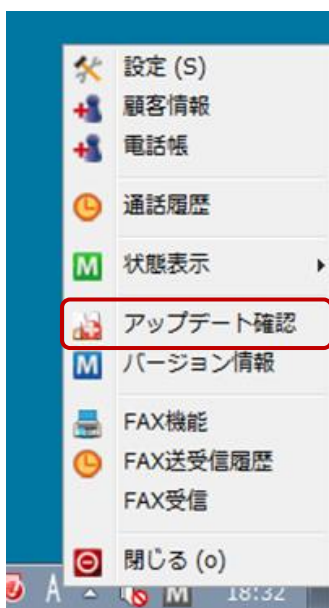 設定 (S)
顧客情報
電話帳
通話履歴
M 状態表示
アップデート確認
M バージョン情報
FAX機能
FAX送受信履歴
FAX受信
閉じる (o)
A M 18:32